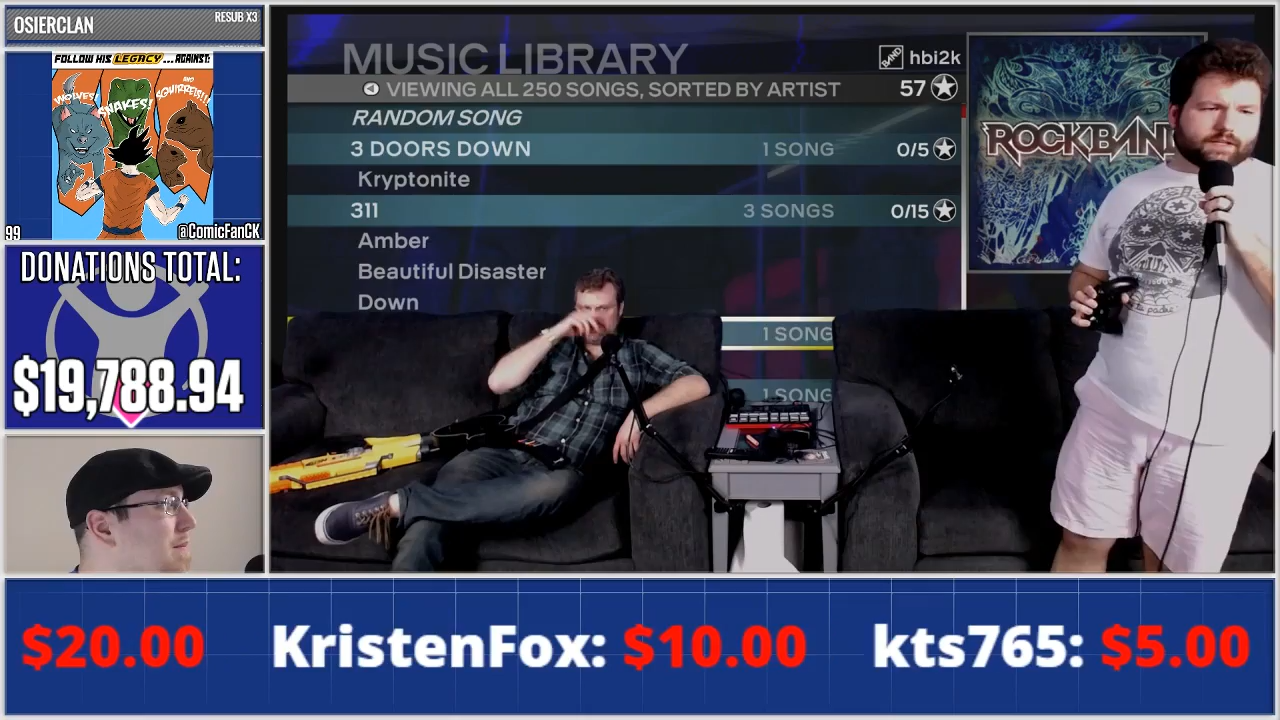 OSIERCLAN
RESUB X3
FOLLOW HIS LEGACY ...AGAINST:
WOLVES
SNAKES!
AND
SQUIRRELS!!!
99
@ComicFanCK
DONATIONS TOTAL:
$19,788.94
MUSIC LIBRARY
BAND
hbi2k
VIEWING ALL 250 SONGS, SORTED BY ARTIST
57
RANDOM SONG
3 DOORS DOWN
1 SONG
0/5
Kryptonite
311
3 SONGS
0/15
Amber
Beautiful Disaster
Down
1 SONG
1 SONG
ROCKBAND
$20.00
KristenFox: $10.00
kts765: $5.00